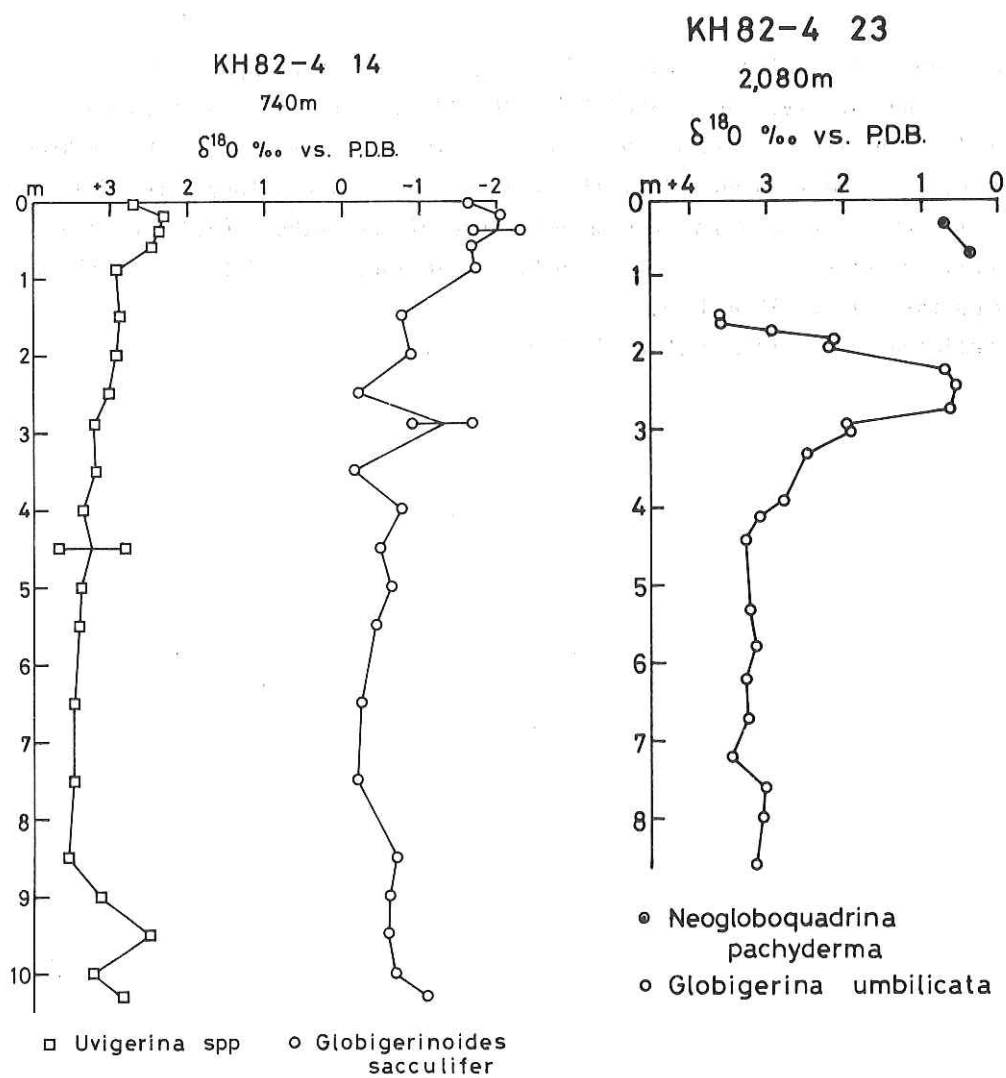 KH82-4 14
740m
δ¹⁸O ‰ vs. P.D.B.
m +3 2 1 0 -1 -2
0
1
2
3
4
5
6
7
8
9
10
□ Uvigerina spp ○ Globigerinoides
sacculifer
KH82-4 23
2,080m
δ¹⁸O ‰ vs. P.D.B.
m +4 3 2 1 0
0
1
2
3
4
5
6
7
8
Neogloboquadrina
pachyderma
Globigerina umbilicata